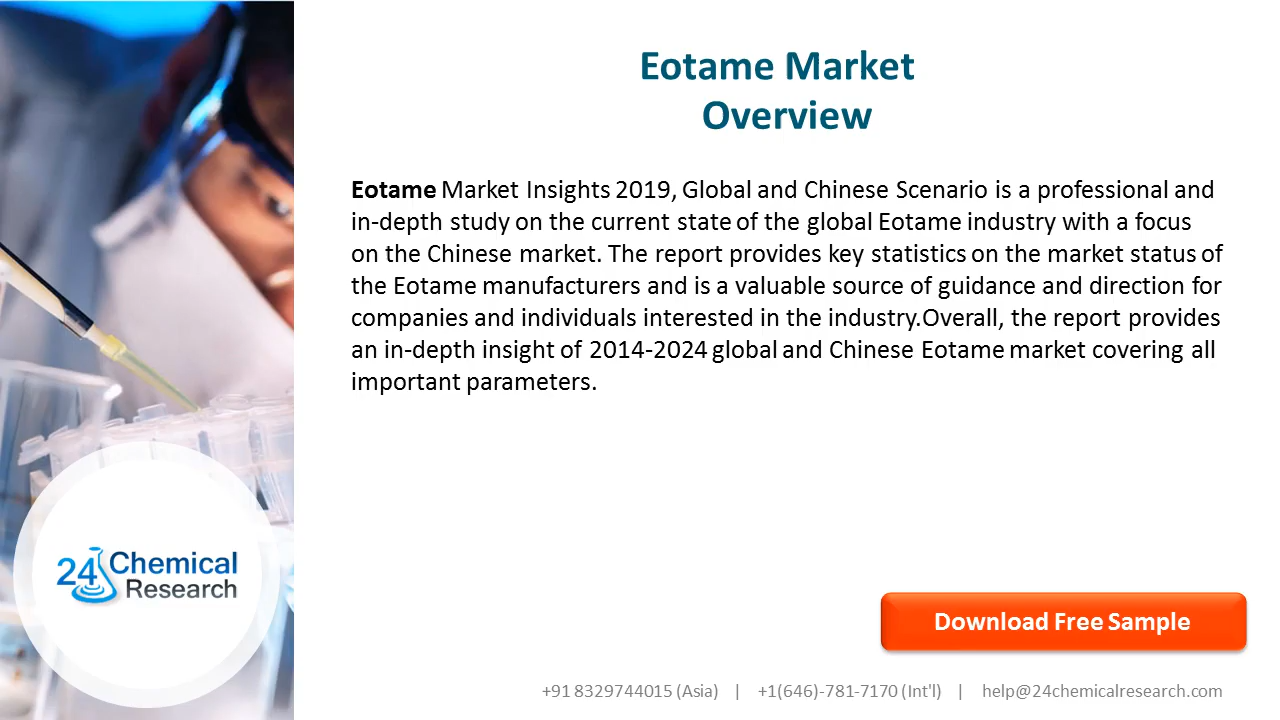 Eotame Market
Overview
Eotame Market Insights 2019, Global and Chinese Scenario is a professional and
in-depth study on the current state of the global Eotame industry with a focus
on the Chinese market. The report provides key statistics on the market status of
the Eotame manufacturers and is a valuable source of guidance and direction for
companies and individuals interested in the industry.Overall, the report provides
an in-depth insight of 2014-2024 global and Chinese Eotame market covering all
important parameters.
24 Chemical
Research
Download Free Sample
+91 8329744015 (Asia) | +1(646)-781-7170 (Int'l) | help@24chemicalresearch.com